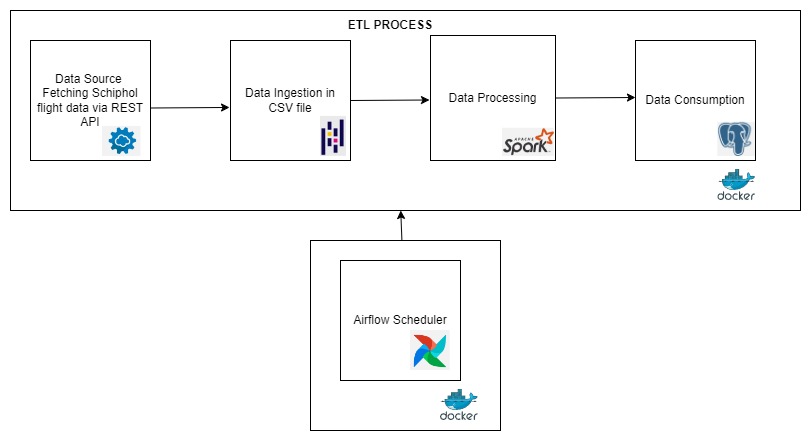 ETL PROCESS
Data Source
Fetching Schiphol
flight data via REST
API
Data Ingestion in
CSV file
Data Processing
APACHE
Spark
Data Consumption
docker
Airflow Scheduler
docker